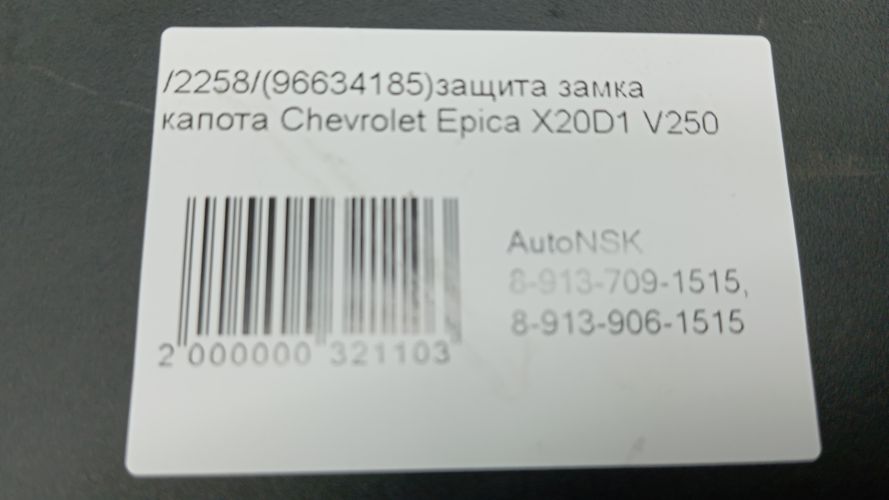 /2258/(96634185)защита замка
капота Chevrolet Epica X20D1 V250
AutoNSK
8-913-709-1515,
8-913-906-1515
2 000000 321103